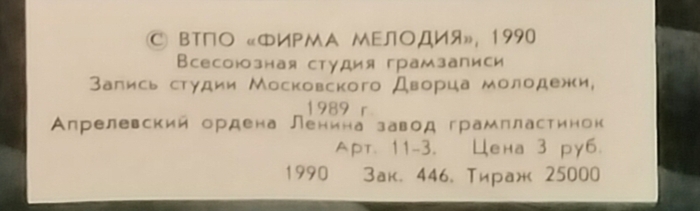 © ВТПО «ФИРМА МЕЛОДИЯ», 1990
Всесоюзная студия грамзаписи
Запись студии Московского Дворца молодежи,
1989 г.
Апрелевский ордена Ленина завод грампластинок
Арт. 11-3. Цена 3 руб.
1990 Зак. 446. Тираж 25000